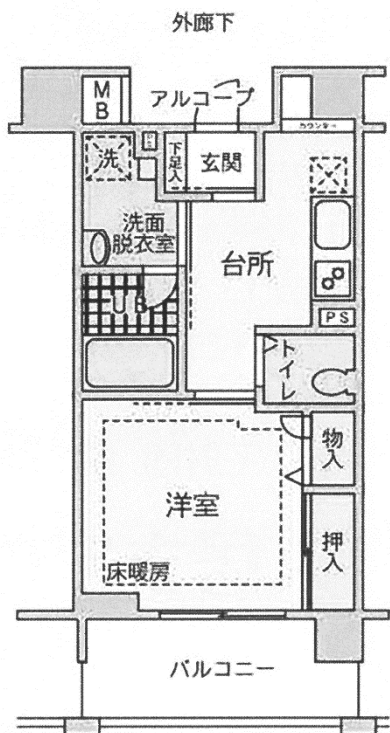 外廊下
MB
アルコーブ
カウンター
洗
下足入
玄関
洗面
脱衣室
台所
UB
PS
トイレ
物入
洋室
押入
床暖房
バルコニー